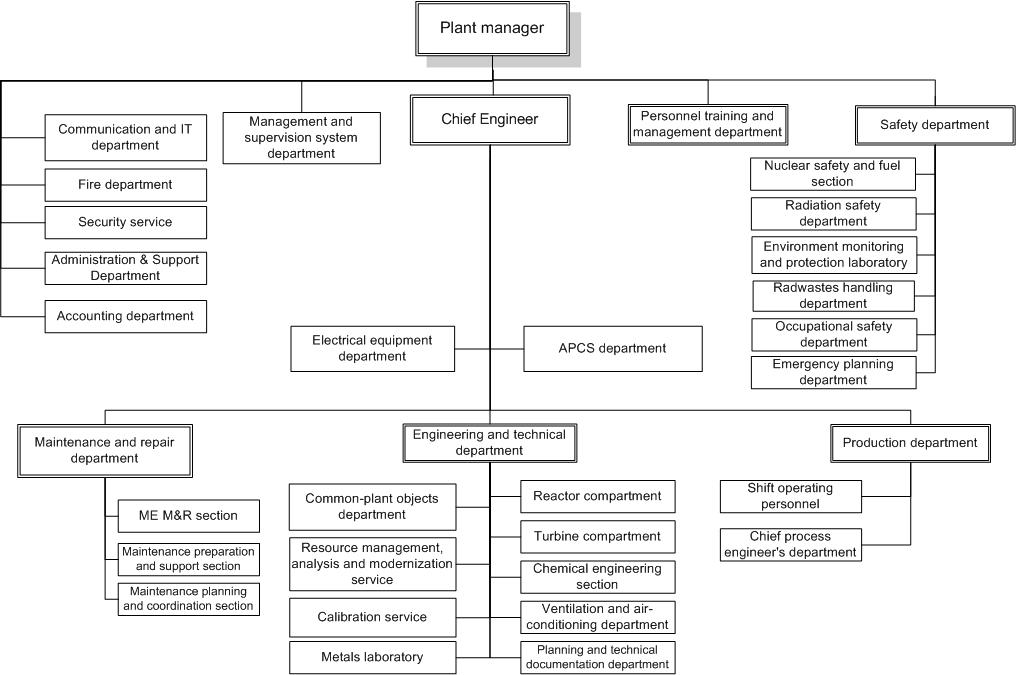 Plant manager
Communication and IT
department
Fire department
Security service
Administration & Support
Department
Accounting department
Management and
supervision system
department
Chief Engineer
Personnel training and
management department
Safety department
Nuclear safety and fuel
section
Radiation safety
department
Environment monitoring
and protection laboratory
Radwastes handling
department
Occupational safety
department
Emergency planning
department
Electrical equipment
department
APCS department
Maintenance and repair
department
ME M&R section
Maintenance preparation
and support section
Maintenance planning
and coordination section
Engineering and technical
department
Common-plant objects
department
Resource management,
analysis and modernization
service
Calibration service
Metals laboratory
Reactor compartment
Turbine compartment
Chemical engineering
section
Ventilation and air-
conditioning department
Planning and technical
documentation department
Production department
Shift operating
personnel
Chief process
engineer's department